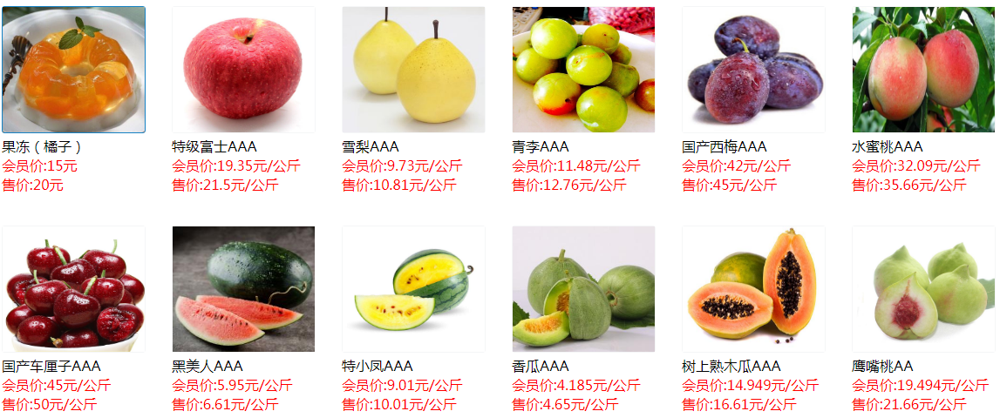 果冻（橘子）
会员价:15元
售价:20元
特级富士AAA
会员价:19.35元/公斤
售价:21.5元/公斤
雪梨AAA
会员价:9.73元/公斤
售价:10.81元/公斤
青李AAA
会员价:11.48元/公斤
售价:12.76元/公斤
国产西梅AAA
会员价:42元/公斤
售价:45元/公斤
水蜜桃AAA
会员价:32.09元/公斤
售价:35.66元/公斤
国产车厘子AAA
会员价:45元/公斤
售价:50元/公斤
黑美人AAA
会员价:5.95元/公斤
售价:6.61元/公斤
特小凤AAA
会员价:9.01元/公斤
售价:10.01元/公斤
香瓜AAA
会员价:4.185元/公斤
售价:4.65元/公斤
树上熟木瓜AAA
会员价:14.949元/公斤
售价:16.61元/公斤
鹰嘴桃AA
会员价:19.494元/公斤
售价:21.66元/公斤